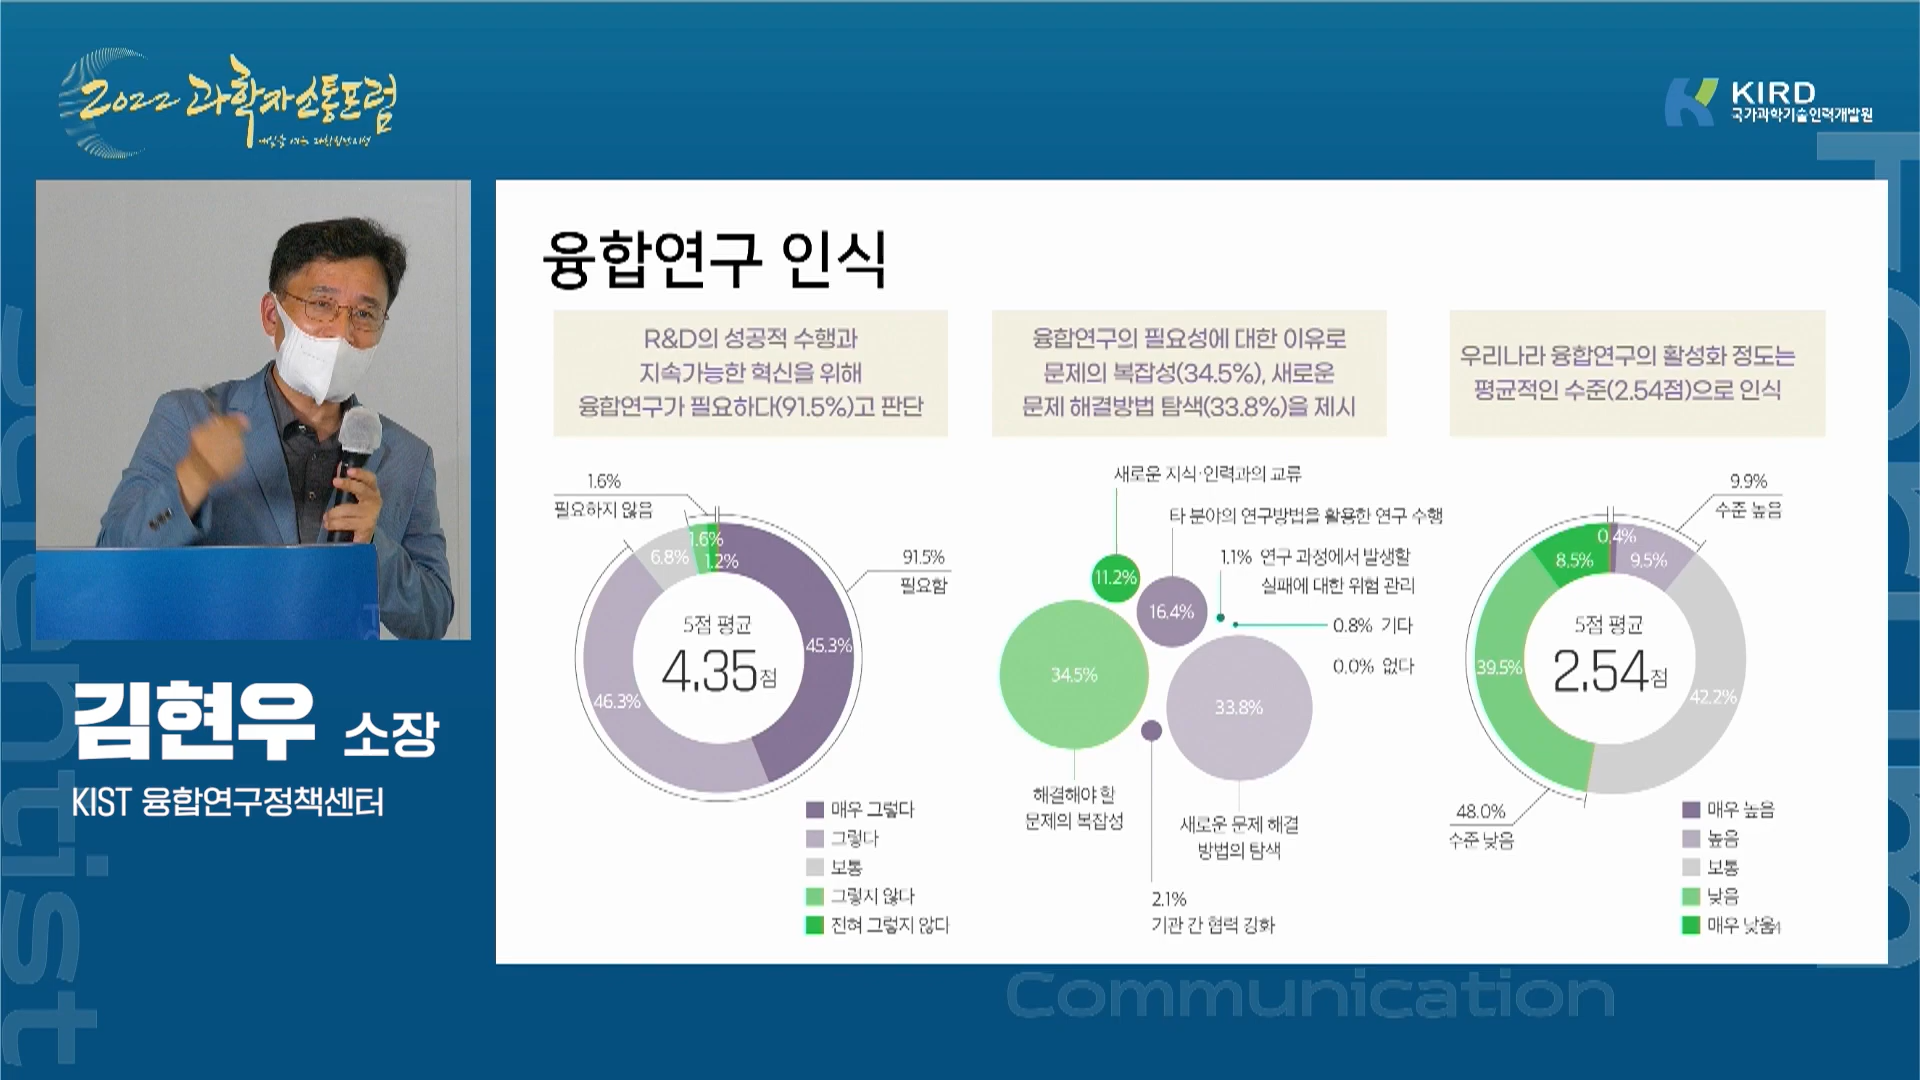 2022 과학자소통포럼
KIRD
국가과학기술인력개발원
융합연구 인식
R&D의 성공적 수행과
지속가능한 혁신을 위해
융합연구가 필요하다(91.5%)고 판단
융합연구의 필요성에 대한 이유로
문제의 복잡성(34.5%), 새로운
문제 해결방법 탐색(33.8%)을 제시
우리나라 융합연구의 활성화 정도는
평균적인 수준(2.54점)으로 인식
1.6%
필요하지 않음
1.6%
6.8%
1.2%
91.5%
필요함
5점 평균
4.35점
45.3%
46.3%
매우 그렇다
그렇다
보통
그렇지 않다
전혀 그렇지 않다
새로운 지식·인력과의 교류
타 분야의 연구방법을 활용한 연구 수행
1.1% 연구 과정에서 발생할
실패에 대한 위험 관리
11.2%
16.4%
0.8% 기타
0.0% 없다
34.5%
33.8%
해결해야 할
문제의 복잡성
새로운 문제 해결
방법의 탐색
2.1%
기관 간 협력 강화
9.9%
수준 높음
0.4%
8.5%
9.5%
5점 평균
2.54점
39.5%
42.2%
48.0%
수준 낮음
매우 높음
높음
보통
낮음
매우 낮음
김현우 소장
KIST 융합연구정책센터
Communication
Scientist
Forum